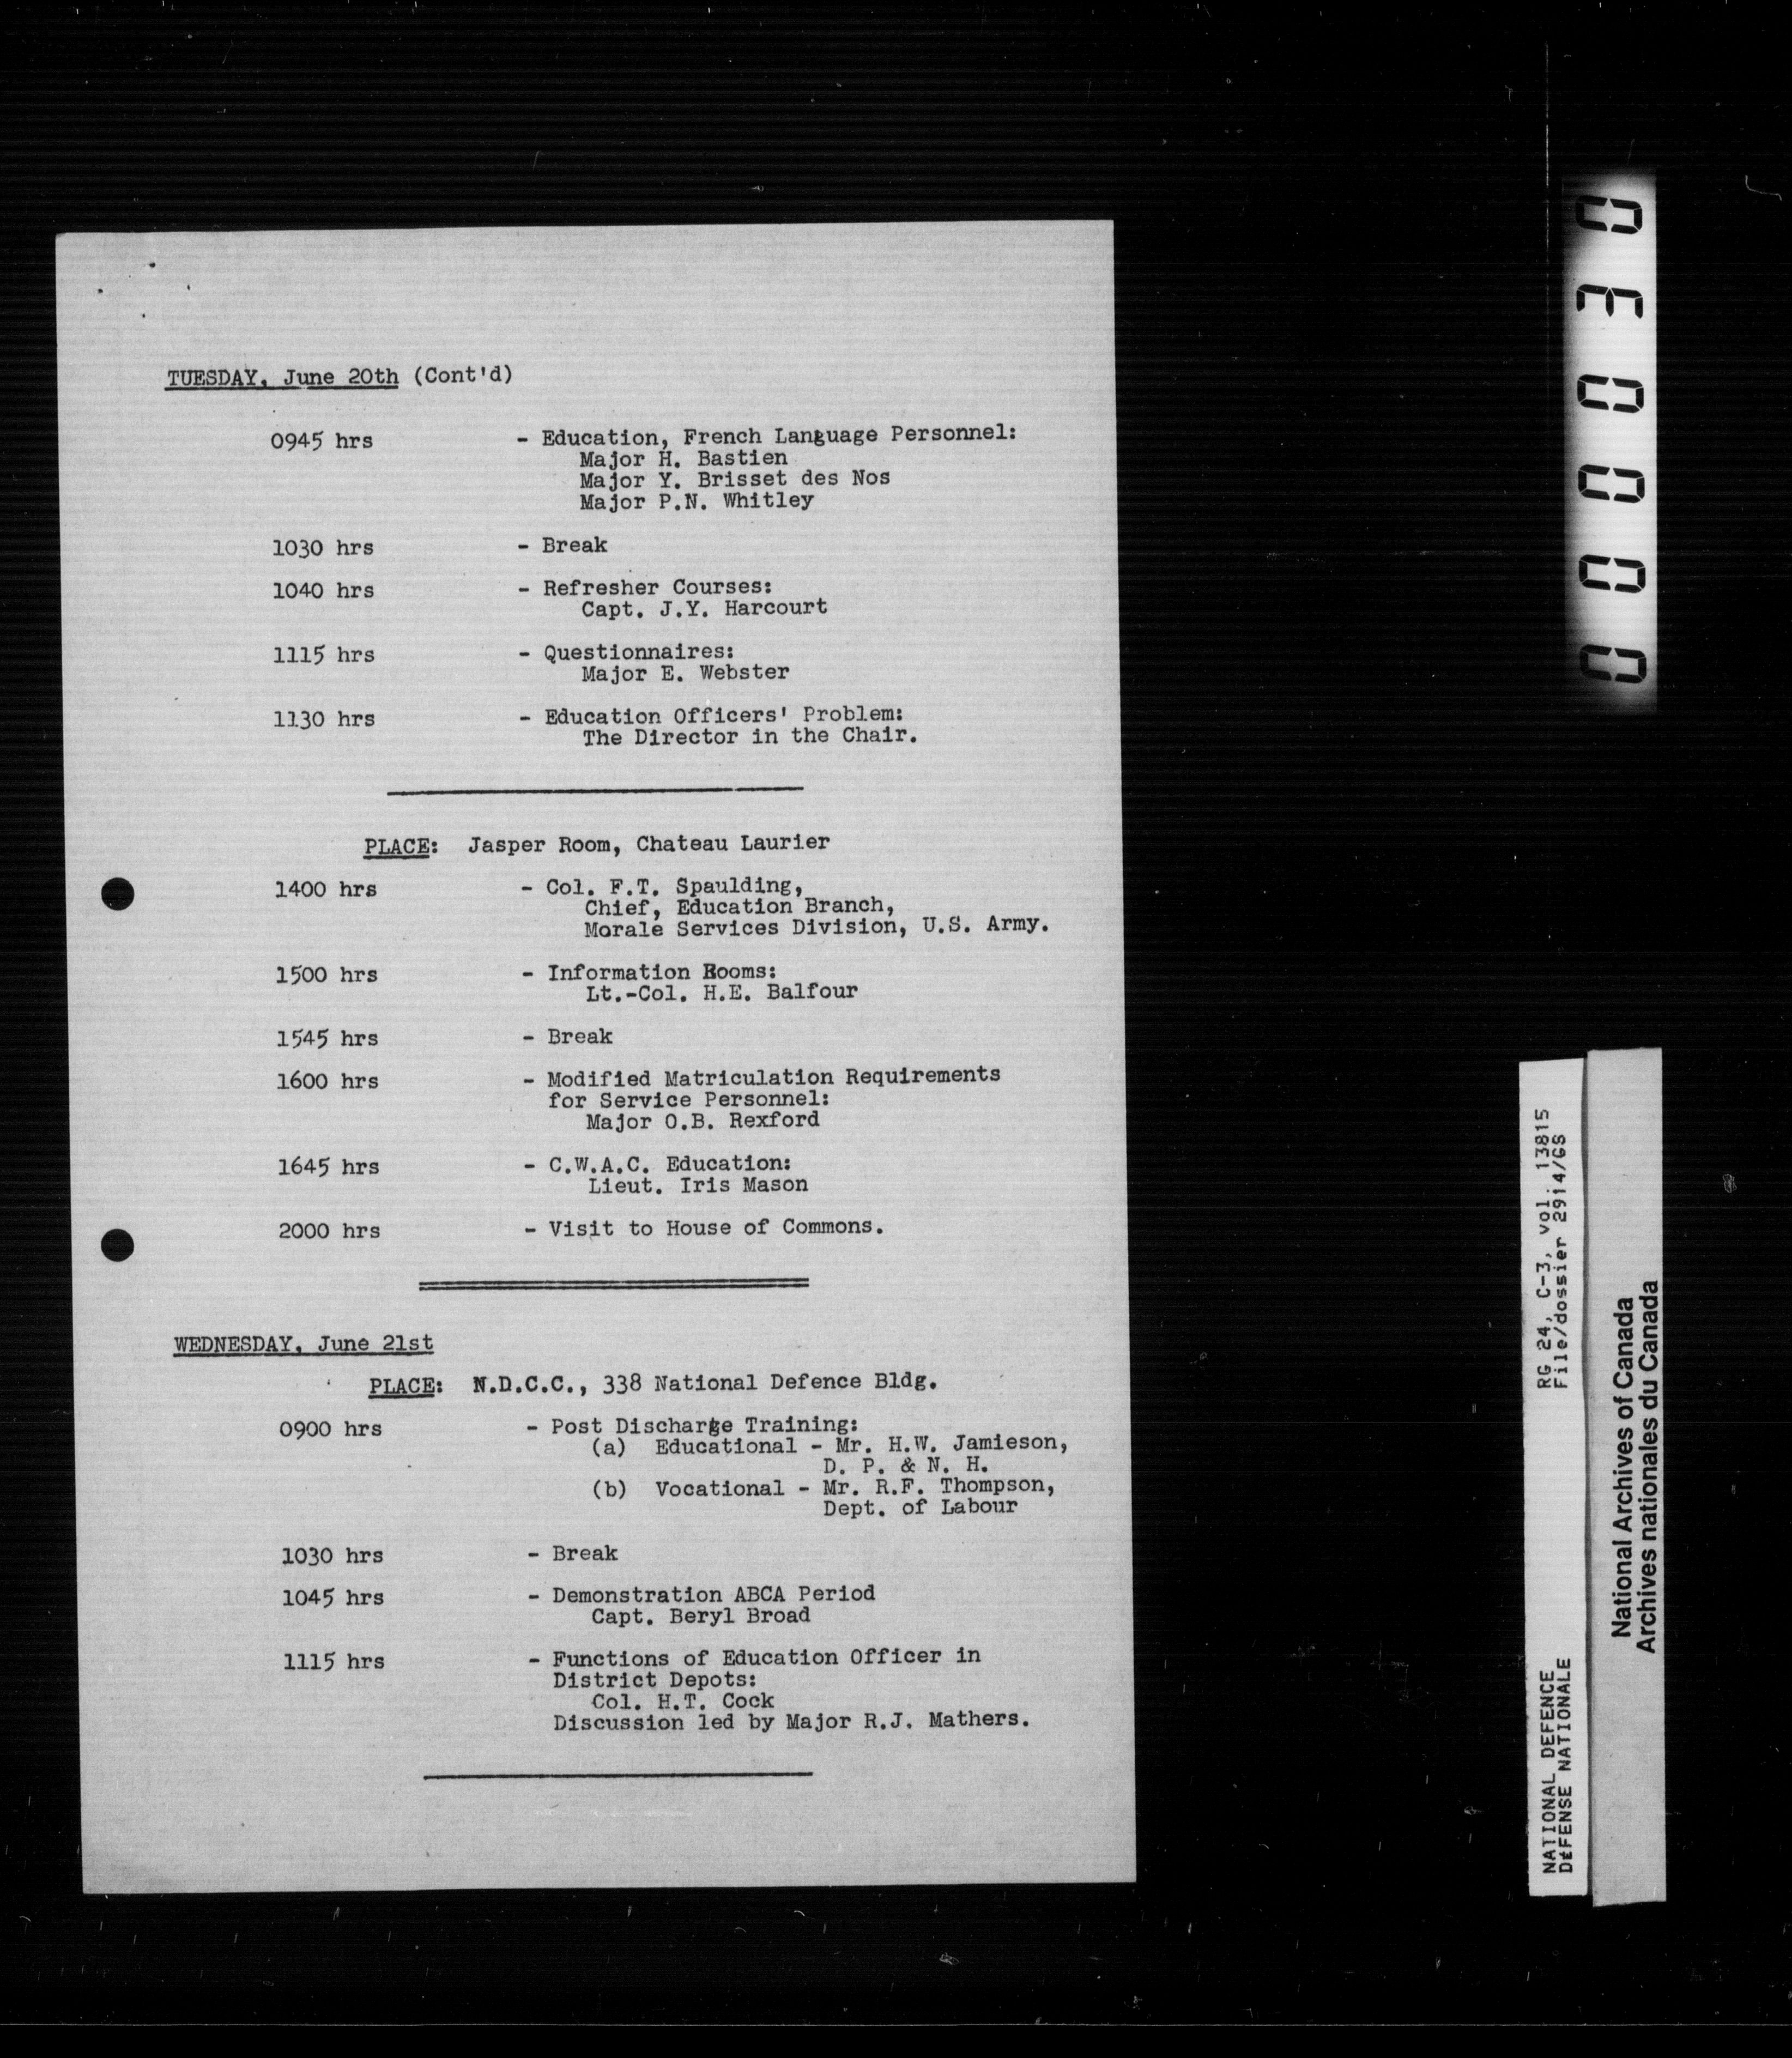 TUESDAY, June 20th (Cont'd)
0945 hrs - Education, French Language Personnel:
Major H. Bastien
Major Y. Brisset des Nos
Major P.N. Whitley
1030 hrs - Break
1040 hrs - Refresher Courses:
Capt. J.Y. Harcourt
1115 hrs - Questionnaires:
Major E. Webster
1130 hrs - Education Officers' Problem:
The Director in the Chair.
PLACE: Jasper Room, Chateau Laurier
1400 hrs - Col. F.T. Spaulding,
Chief, Education Branch,
Morale Services Division, U.S. Army.
1500 hrs - Information Rooms:
Lt.-Col. H.E. Balfour
1545 hrs - Break
1600 hrs - Modified Matriculation Requirements
for Service Personnel:
Major O.B. Rexford
1645 hrs - C.W.A.C. Education:
Lieut. Iris Mason
2000 hrs - Visit to House of Commons.
WEDNESDAY, June 21st
PLACE: N.D.C.C., 338 National Defence Bldg.
0900 hrs - Post Discharge Training:
(a) Educational - Mr. H.W. Jamieson,
D. P. & N. H.
(b) Vocational - Mr. R.F. Thompson,
Dept. of Labour
1030 hrs - Break
1045 hrs - Demonstration ABCA Period
Capt. Beryl Broad
1115 hrs - Functions of Education Officer in
District Depots:
Col. H.T. Cock
Discussion led by Major R.J. Mathers.
000030
NATIONAL DEFENCE RG 24, C-3, vol. 13815
DÉFENSE NATIONALE File/dossier 2914/GS
National Archives of Canada
Archives nationales du Canada